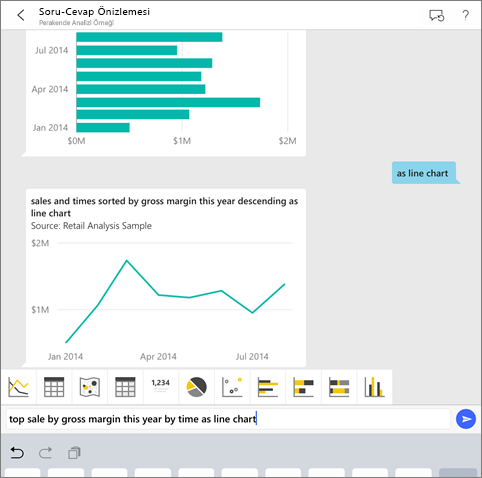 Soru-Cevap Önizlemesi
Perakende Analizi Örneği
?
Jul 2014
Apr 2014
Jan 2014
$0M
$1M
$2M
as line chart
sales and times sorted by gross margin this year descending as
line chart
Source: Retail Analysis Sample
$2M
$1M
Jan 2014
Apr 2014
Jul 2014
1,234
top sale by gross margin this year by time as line chart